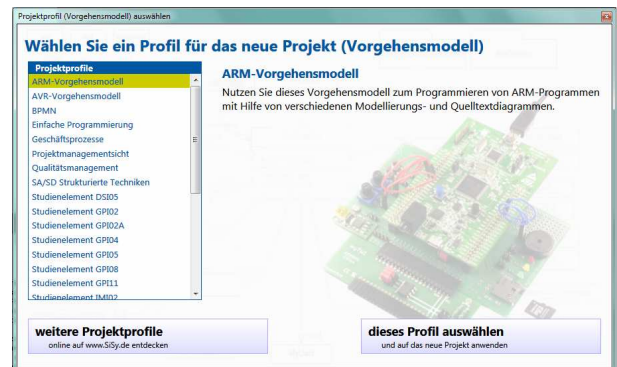 Projektprofil (Vorgehensmodell) auswählen
Wählen Sie ein Profil für das neue Projekt (Vorgehensmodell)
Projektprofile
ARM-Vorgehensmodell
AVR-Vorgehensmodell
BPMN
Einfache Programmierung
Geschäftsprozesse
Projektmanagementsicht
Qualitätsmanagement
SA/SD Strukturierte Techniken
Studienelement DSI05
Studienelement GPI02
Studienelement GPI02A
Studienelement GPI04
Studienelement GPI05
Studienelement GPI08
Studienelement GPI11
Studienelement IMI02
ARM-Vorgehensmodell
Nutzen Sie dieses Vorgehensmodell zum Programmieren von ARM-Programmen
mit Hilfe von verschiedenen Modellierungs- und Quelltextdiagrammen.
weitere Projektprofile
online auf www.SiSy.de entdecken
dieses Profil auswählen
und auf das neue Projekt anwenden